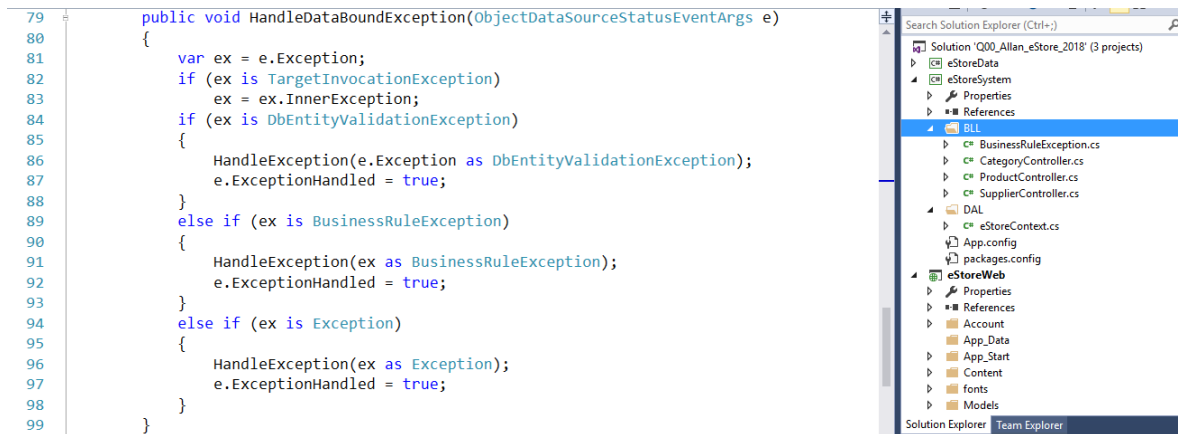 79 public void HandleDataBoundException(ObjectDataSourceStatusEventArgs e)
80 {
81 var ex = e.Exception;
82 if (ex is TargetInvocationException)
83 ex = ex.InnerException;
84 if (ex is DbEntityValidationException)
85 {
86 HandleException(e.Exception as DbEntityValidationException);
87 e.ExceptionHandled = true;
88 }
89 else if (ex is BusinessRuleException)
90 {
91 HandleException(ex as BusinessRuleException);
92 e.ExceptionHandled = true;
93 }
94 else if (ex is Exception)
95 {
96 HandleException(ex as Exception);
97 e.ExceptionHandled = true;
98 }
99 }
Search Solution Explorer (Ctrl+;)
Solution 'Q00_Allan_eStore_2018' (3 projects)
C# eStoreData
C# eStoreSystem
Properties
References
BLL
C# BusinessRuleException.cs
C# CategoryController.cs
C# ProductController.cs
C# SupplierController.cs
DAL
C# eStoreContext.cs
App.config
packages.config
eStoreWeb
Properties
References
Account
App_Data
App_Start
Content
fonts
Models
Solution Explorer Team Explorer